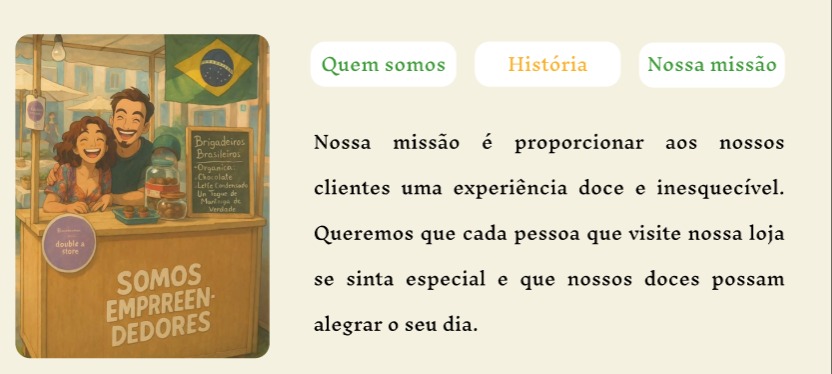 Quem somos
História
Nossa missão
Nossa missão é proporcionar aos nossos
clientes uma experiência doce e inesquecível.
Queremos que cada pessoa que visite nossa loja
se sinta especial e que nossos doces possam
alegrar o seu dia.
Brigadeiros
Brasileiros
-Organica
-Chocolate
-Leite Condensado
Um Toque de
Manteiga de
Verdade
double a
store
SOMOS
EMPRREEN-
DEDORES